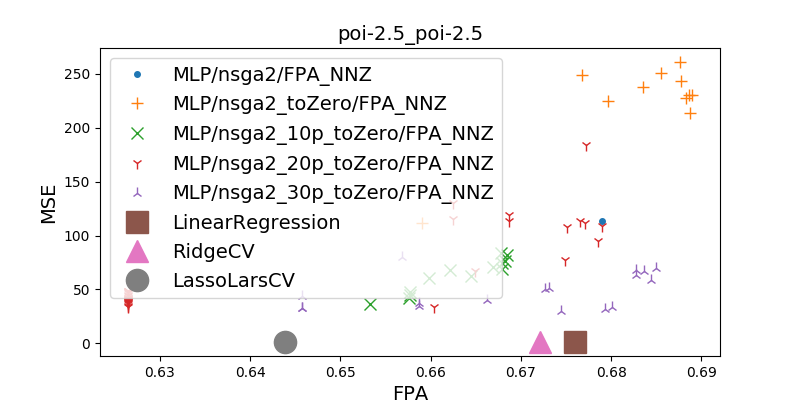 poi-2.5_poi-2.5
MSE
250
200
150
100
50
0
MLP/nsga2/FPA_NNZ
MLP/nsga2_toZero/FPA_NNZ
MLP/nsga2_10p_toZero/FPA_NNZ
MLP/nsga2_20p_toZero/FPA_NNZ
MLP/nsga2_30p_toZero/FPA_NNZ
LinearRegression
RidgeCV
LassoLarsCV
0.63 0.64 0.65 0.66 0.67 0.68 0.69
FPA